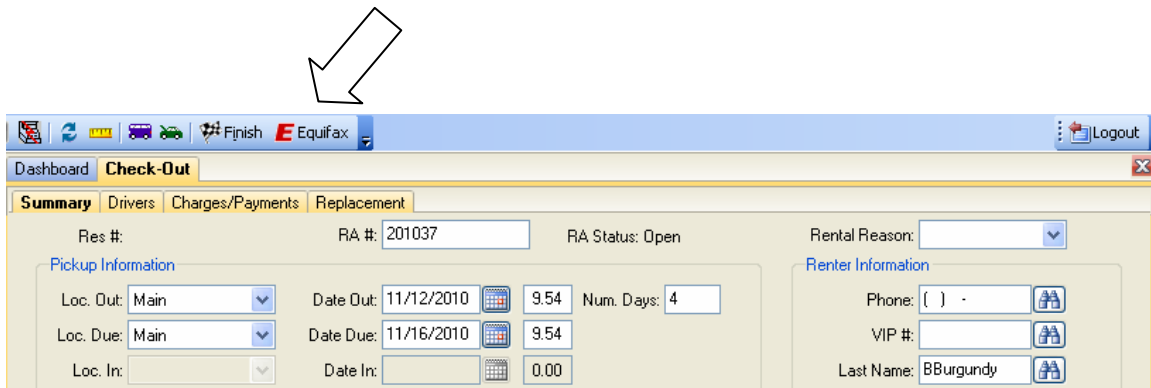 Finish E Equifax Logout
Dashboard Check-Out
Summary Drivers Charges/Payments Replacement
Res #: RA #: 201037 RA Status: Open Rental Reason:
Pickup Information Renter Information
Loc. Out: Main Date Out: 11/12/2010 9.54 Num. Days: 4 Phone: ( ) -
Loc. Due: Main Date Due: 11/16/2010 9.54 VIP #:
Loc. In: Date In: 0.00 Last Name: BBurgundy